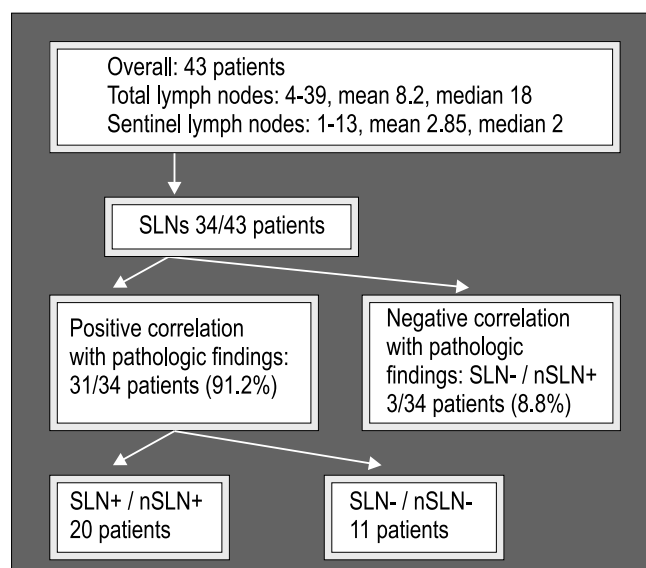 Overall: 43 patients
Total lymph nodes: 4-39, mean 8.2, median 18
Sentinel lymph nodes: 1-13, mean 2.85, median 2
SLNs 34/43 patients
Positive correlation
with pathologic findings:
31/34 patients (91.2%)
Negative correlation
with pathologic
findings: SLN- / nSLN+
3/34 patients (8.8%)
SLN+ / nSLN+
20 patients
SLN- / nSLN-
11 patients